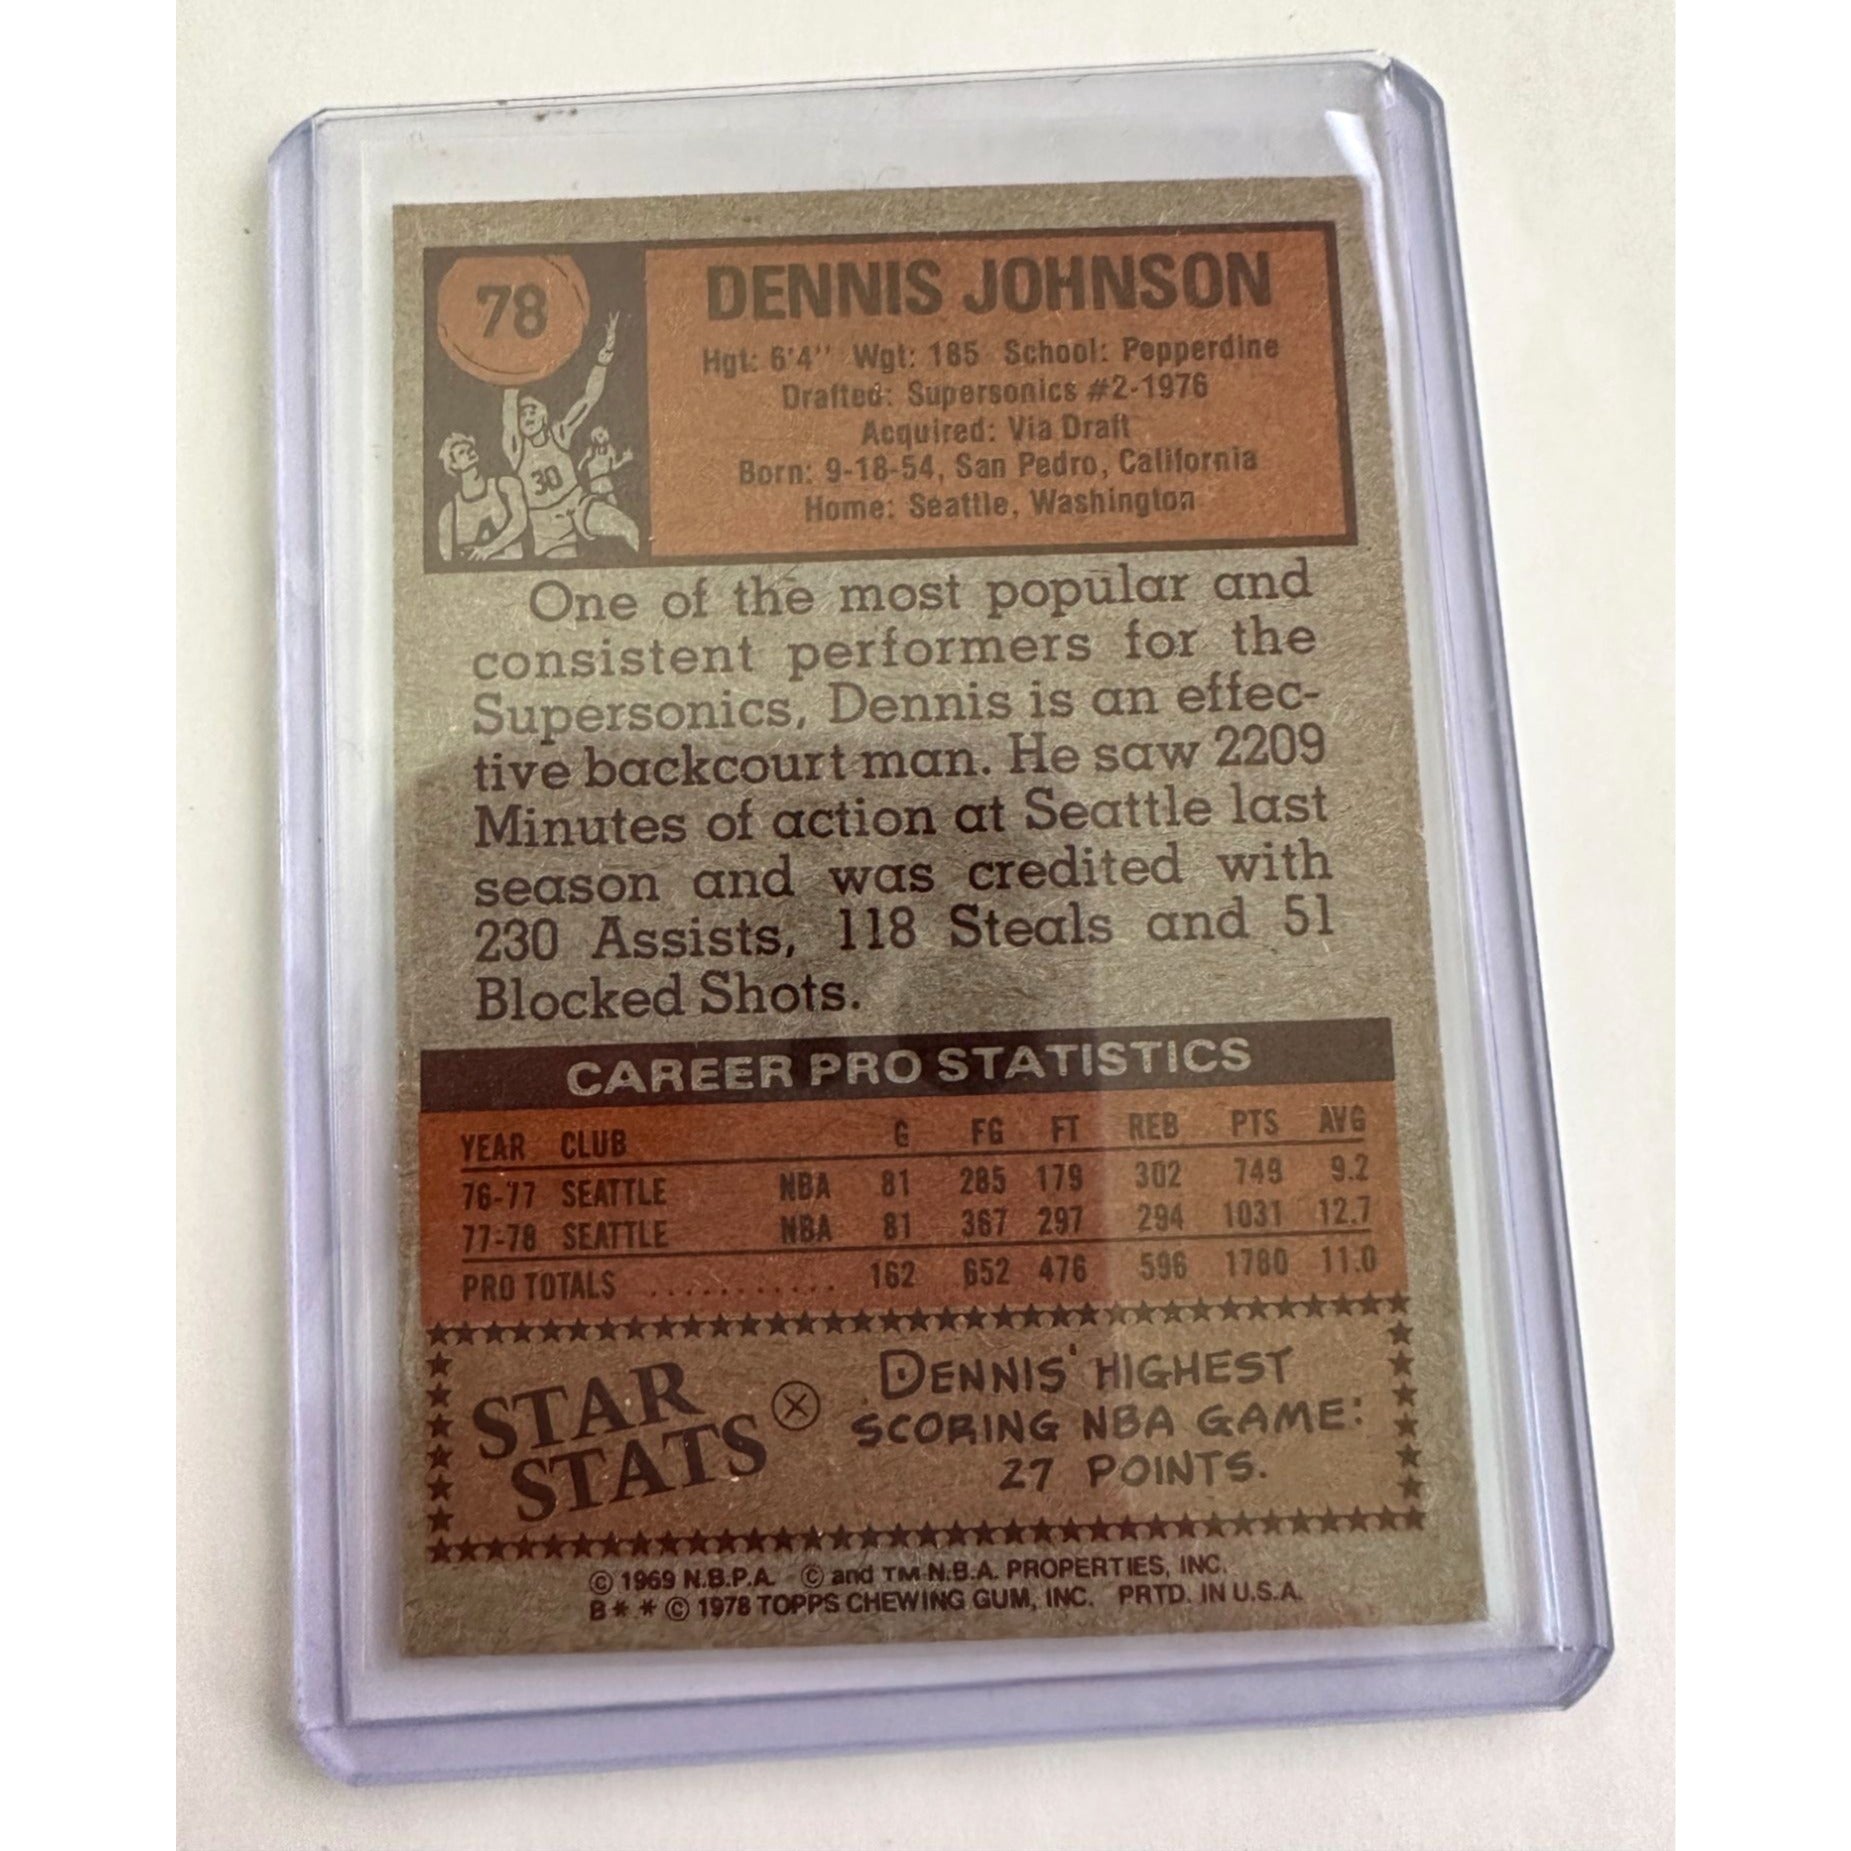 78
DENNIS JOHNSON
Hgt: 6'4" Wgt: 185 School: Pepperdine
Drafted: Supersonics #2-1976
Acquired: Via Draft
Born: 9-18-54, San Pedro, California
Home: Seattle, Washington
30
A
One of the most popular and
consistent performers for the
Supersonics, Dennis is an effec-
tive backcourt man. He saw 2209
Minutes of action at Seattle last
season and was credited with
230 Assists, 118 Steals and 51
Blocked Shots.
CAREER PRO STATISTICS
YEAR CLUB G FG FT REB PTS AVG
76-77 SEATTLE NBA 81 285 179 302 749 9.2
77-78 SEATTLE NBA 81 367 297 294 1031 12.7
PRO TOTALS ........... 162 652 476 596 1780 11.0
STAR
STATS
DENNIS' HIGHEST
SCORING NBA GAME:
27 POINTS.
© 1969 N.B.P.A. © and TM N.B.A. PROPERTIES, INC.
B * * © 1978 TOPPS CHEWING GUM, INC. PRTD. IN U.S.A.